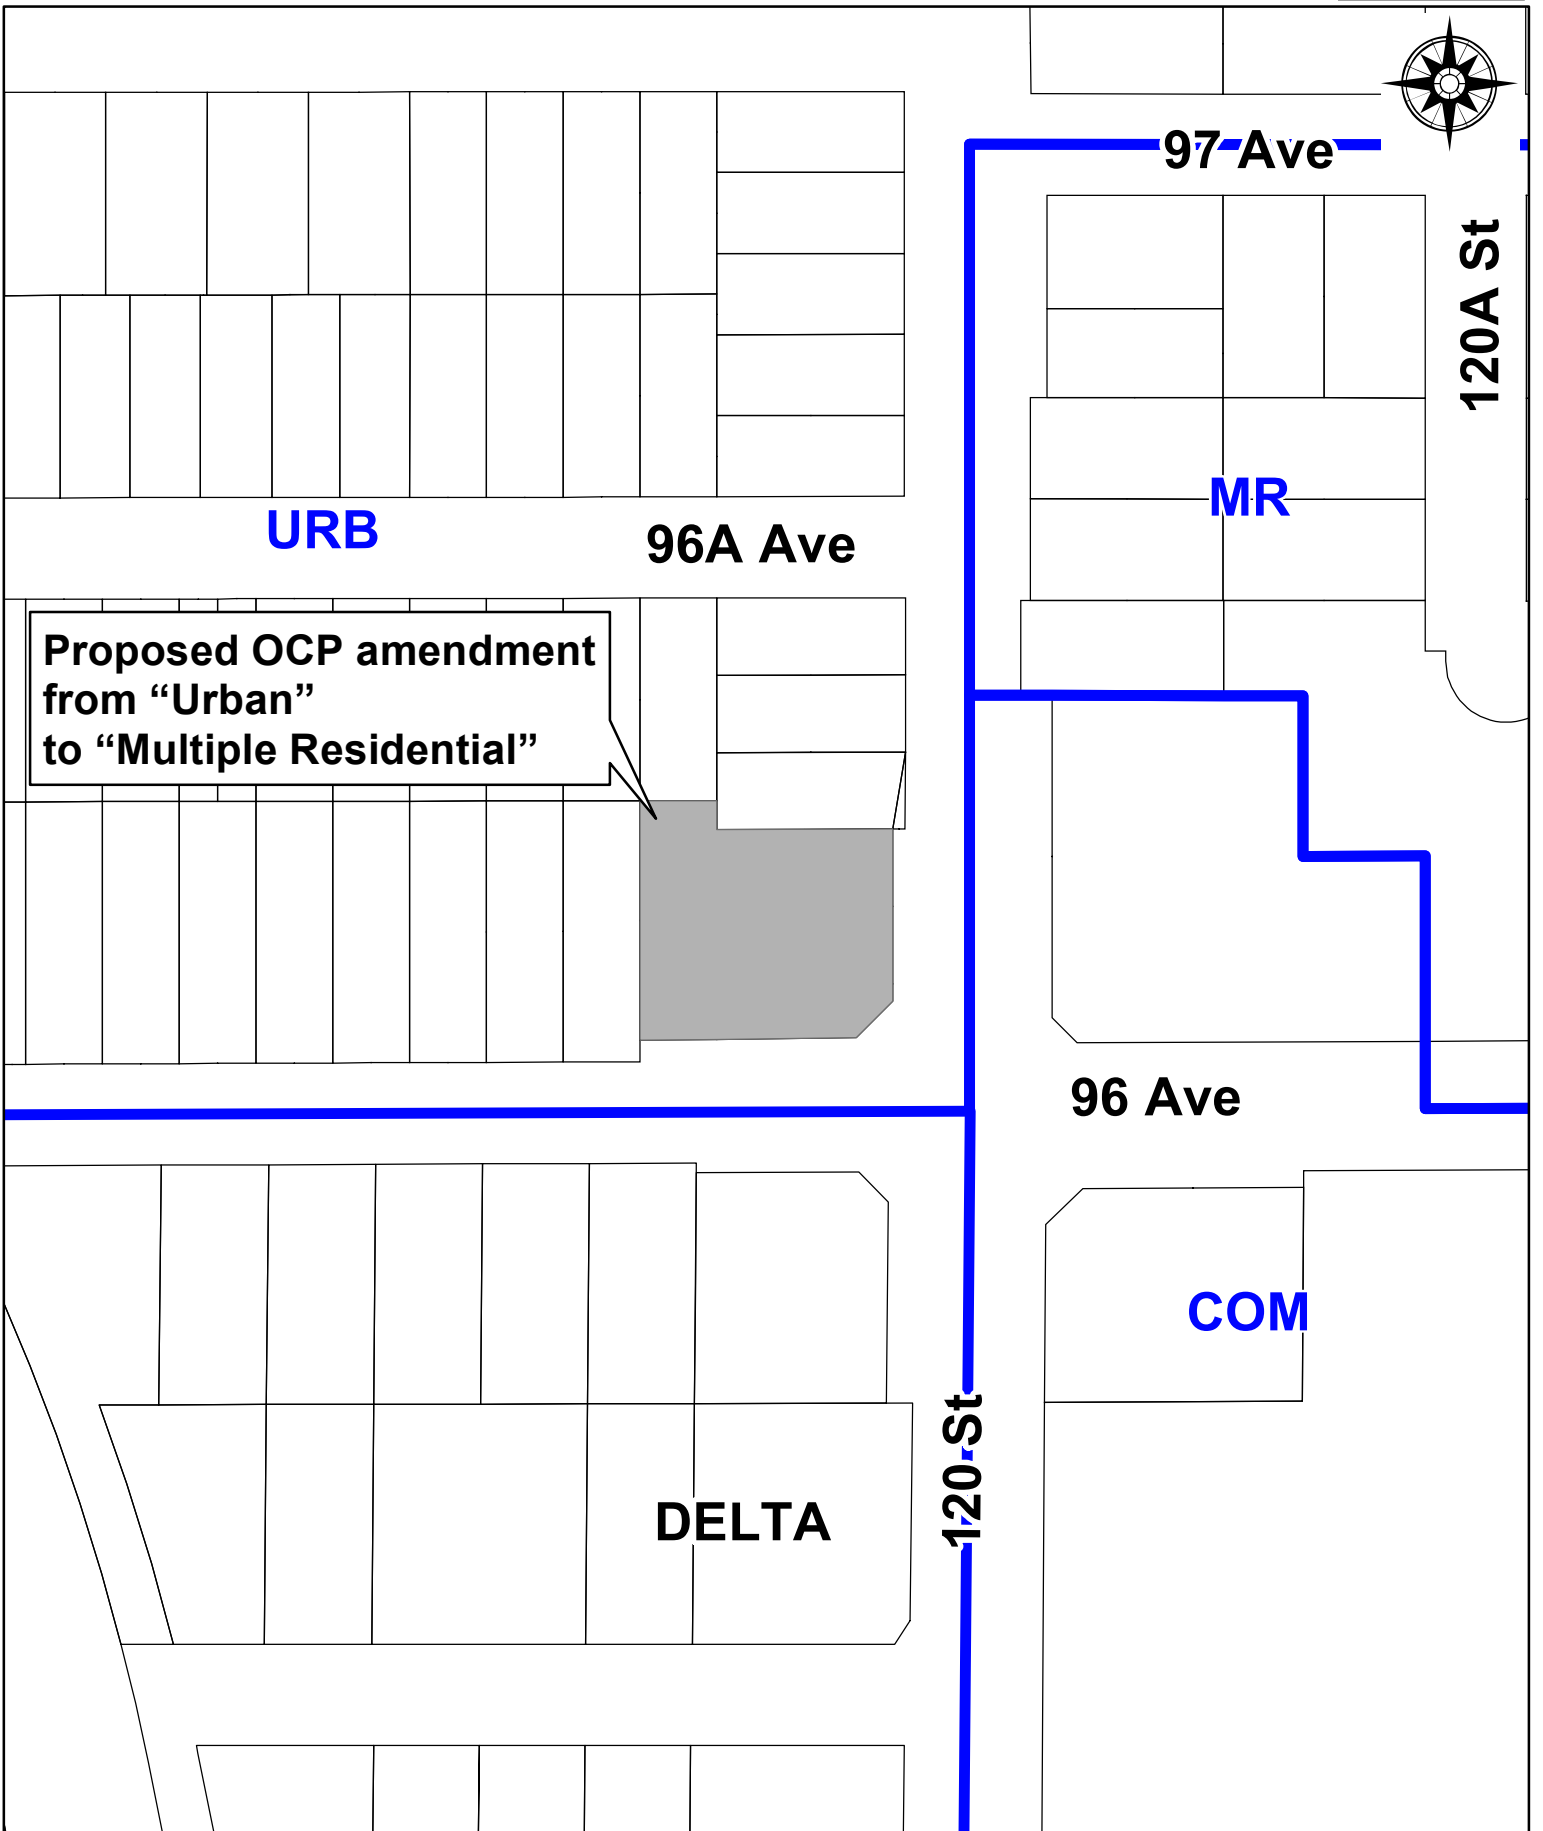 97 Ave
120A St
MR
URB
96A Ave
Proposed OCP amendment
from “Urban”
to “Multiple Residential”
96 Ave
COM
120 St
DELTA